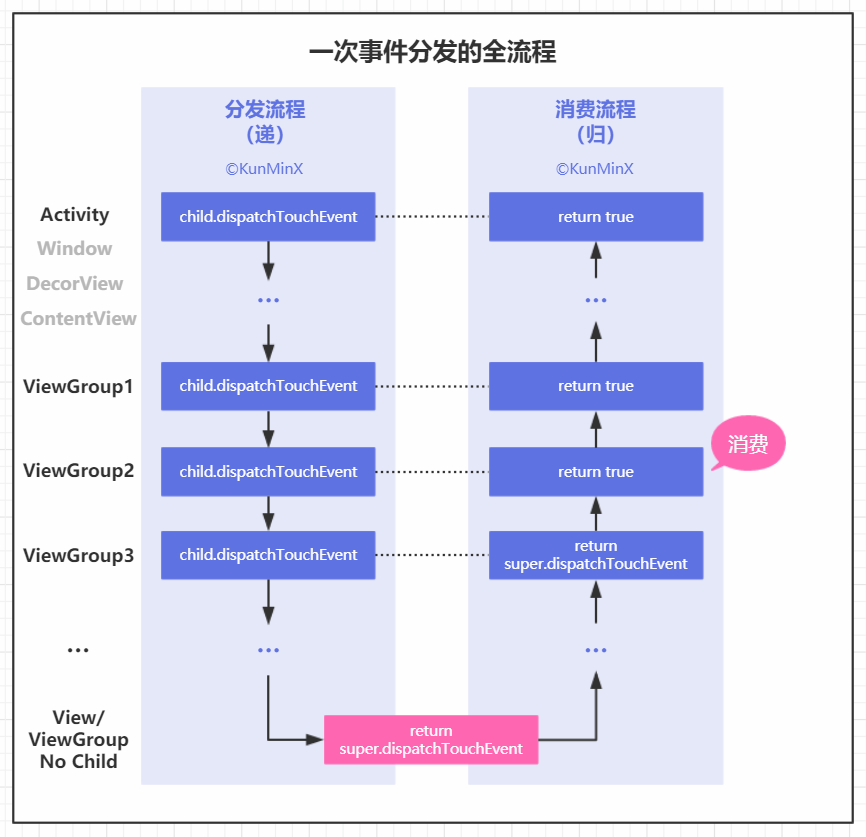 一次事件分发的全流程
分发流程
（递）
©KunMinX
消费流程
（归）
©KunMinX
Activity
child.dispatchTouchEvent
return true
Window
DecorView
ContentView
...
...
ViewGroup1
child.dispatchTouchEvent
return true
消费
ViewGroup2
child.dispatchTouchEvent
return true
ViewGroup3
child.dispatchTouchEvent
return
super.dispatchTouchEvent
...
...
...
View/
ViewGroup
No Child
return
super.dispatchTouchEvent